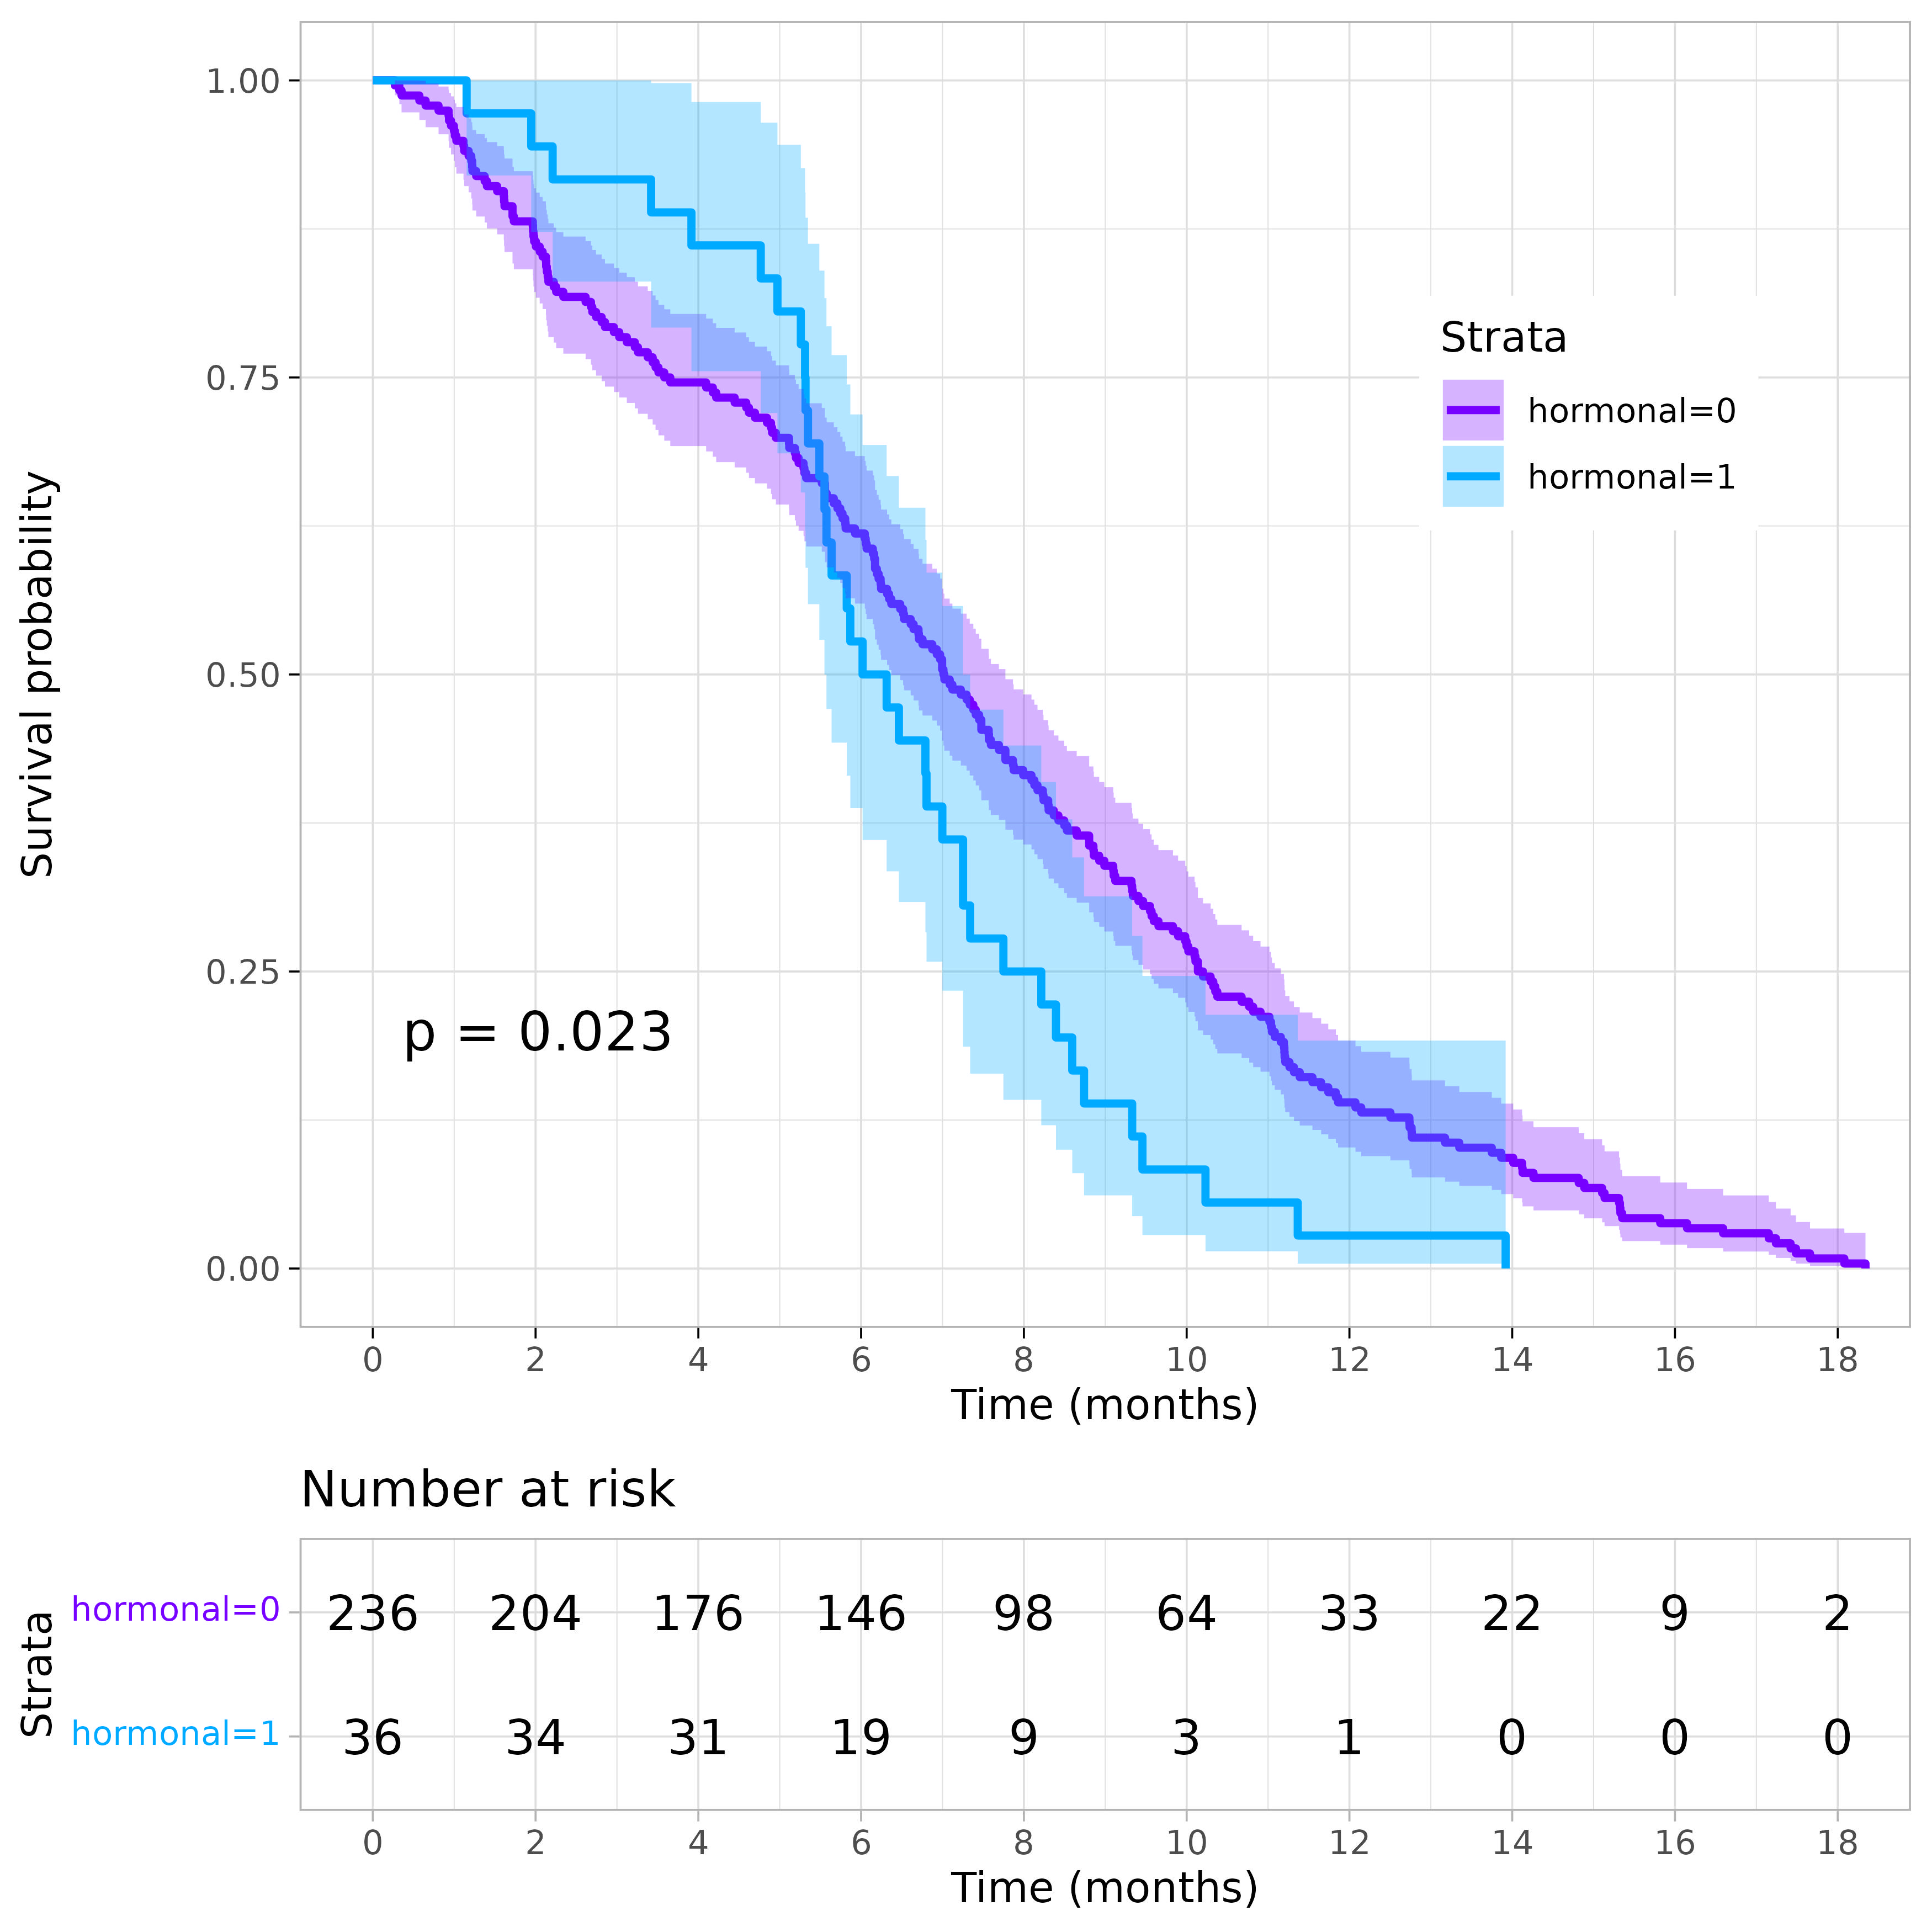 1.00
0.75
0.50
0.25
0.00
Survival probability
Strata
hormonal=0
hormonal=1
p = 0.023
0 2 4 6 8 10 12 14 16 18
Time (months)
Number at risk
Strata
hormonal=0 236 204 176 146 98 64 33 22 9 2
hormonal=1 36 34 31 19 9 3 1 0 0 0
0 2 4 6 8 10 12 14 16 18
Time (months)